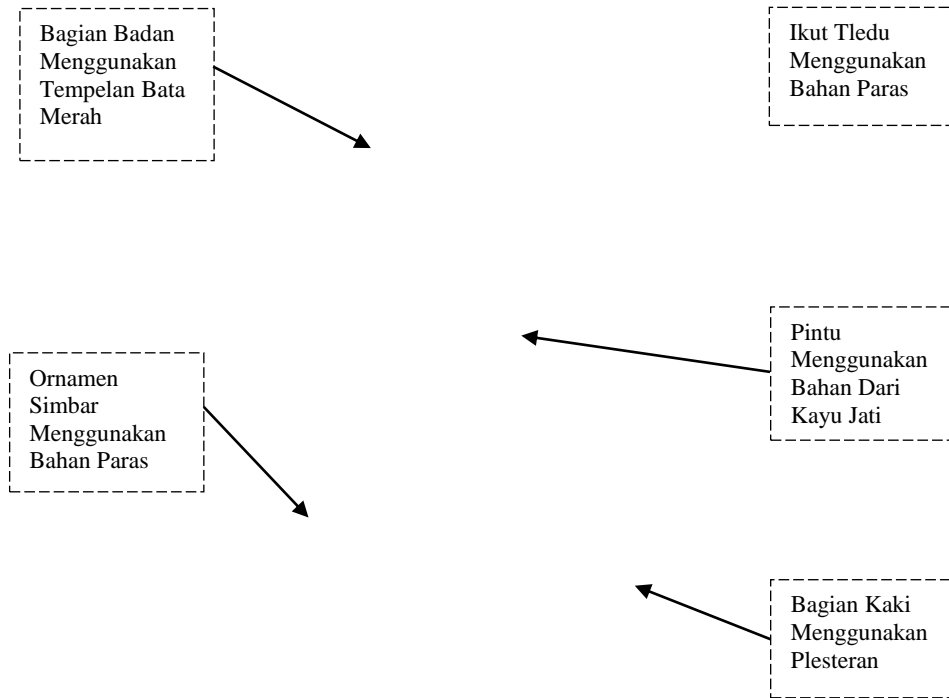 Bagian Badan
Menggunakan
Tempelan Bata
Merah
Ikut Tledu
Menggunakan
Bahan Paras
Pintu
Menggunakan
Bahan Dari
Kayu Jati
Ornamen
Simbar
Menggunakan
Bahan Paras
Bagian Kaki
Menggunakan
Plesteran